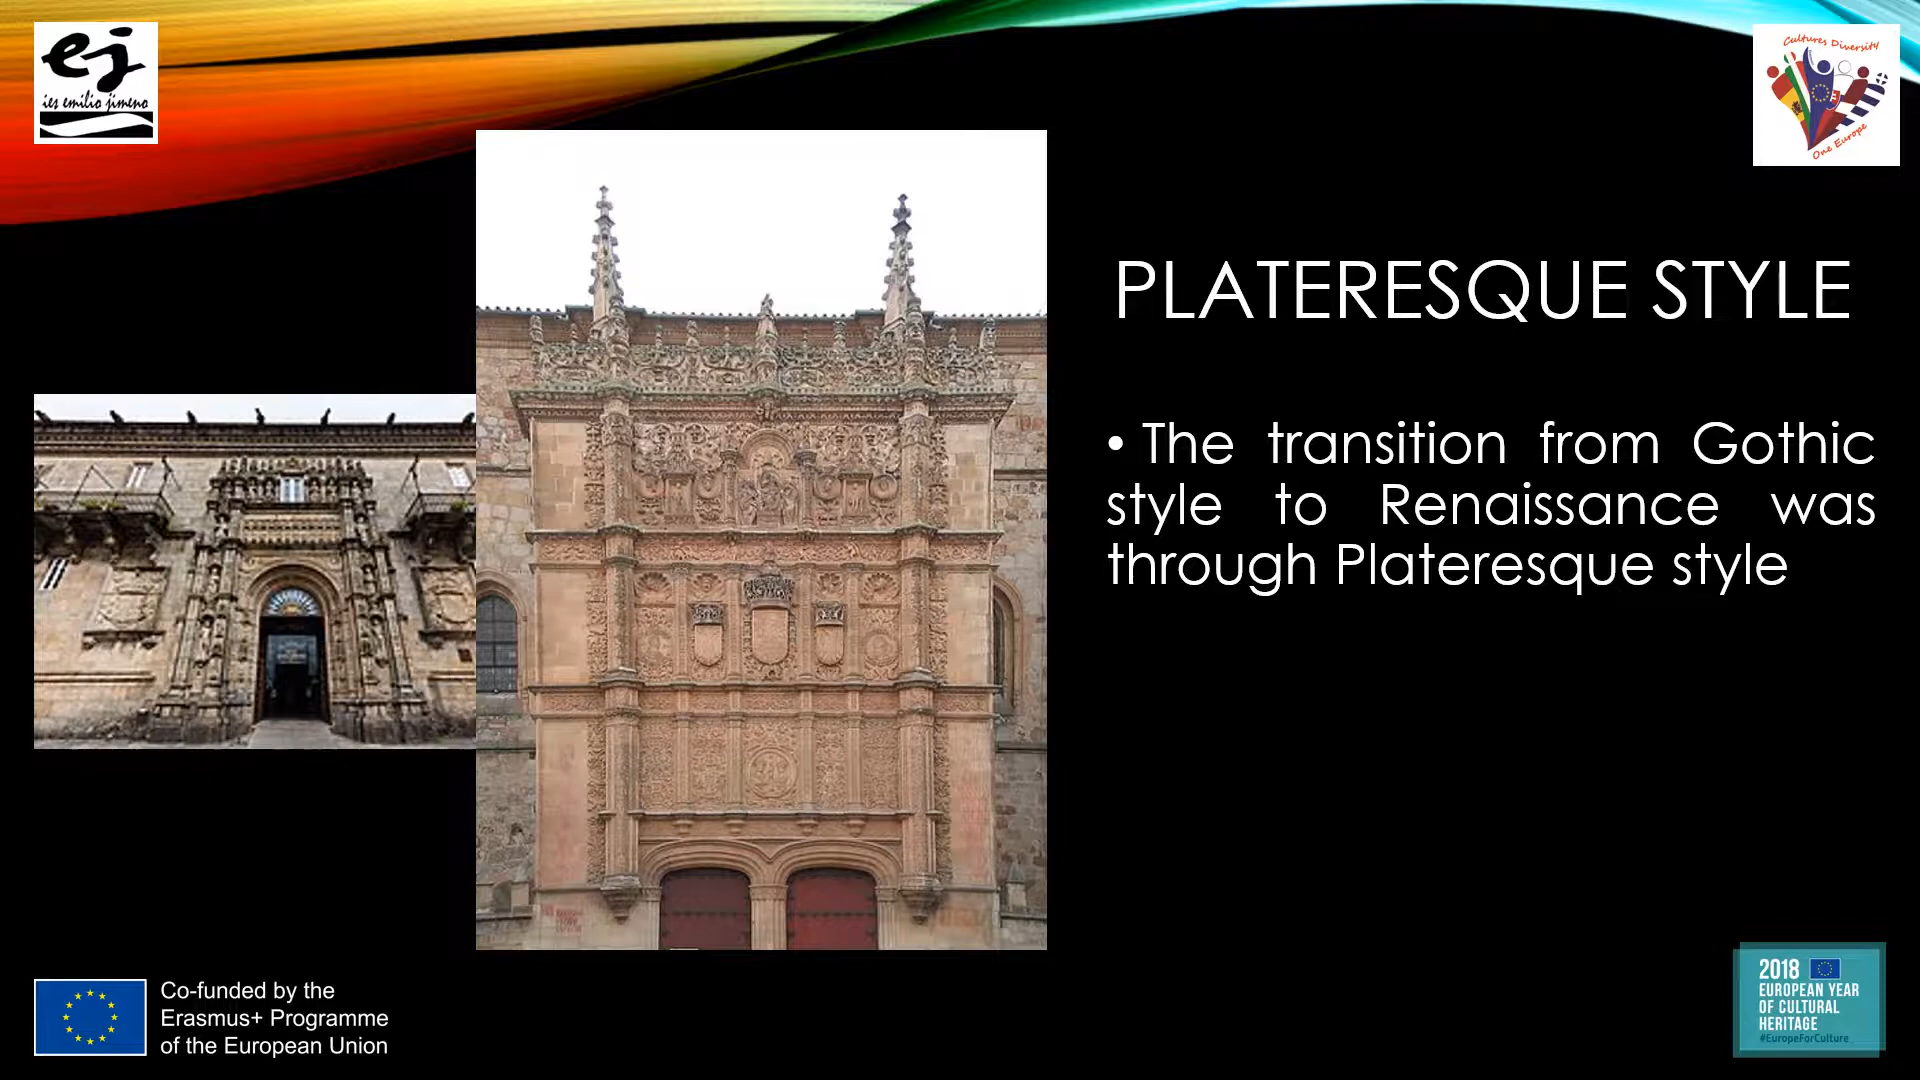 ej
ies emilio jimeno
Cultures Diversity
One Europe
PLATERESQUE STYLE
• The transition from Gothic
style to Renaissance was
through Plateresque style
Co-funded by the
Erasmus+ Programme
of the European Union
2018
EUROPEAN YEAR
OF CULTURAL
HERITAGE
#EuropeForCulture